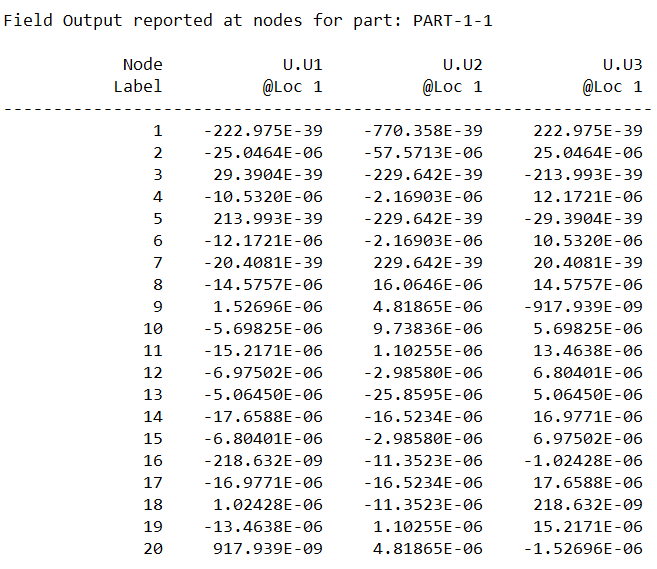 Field Output reported at nodes for part: PART-1-1
Node U.U1 U.U2 U.U3
Label @Loc 1 @Loc 1 @Loc 1
---------------------------------------------------------------------------------
1 -222.975E-39 -770.358E-39 222.975E-39
2 -25.0464E-06 -57.5713E-06 25.0464E-06
3 29.3904E-39 -229.642E-39 -213.993E-39
4 -10.5320E-06 -2.16903E-06 12.1721E-06
5 213.993E-39 -229.642E-39 -29.3904E-39
6 -12.1721E-06 -2.16903E-06 10.5320E-06
7 -20.4081E-39 229.642E-39 20.4081E-39
8 -14.5757E-06 16.0646E-06 14.5757E-06
9 1.52696E-06 4.81865E-06 -917.939E-09
10 -5.69825E-06 9.73836E-06 5.69825E-06
11 -15.2171E-06 1.10255E-06 13.4638E-06
12 -6.97502E-06 -2.98580E-06 6.80401E-06
13 -5.06450E-06 -25.8595E-06 5.06450E-06
14 -17.6588E-06 -16.5234E-06 16.9771E-06
15 -6.80401E-06 -2.98580E-06 6.97502E-06
16 -218.632E-09 -11.3523E-06 -1.02428E-06
17 -16.9771E-06 -16.5234E-06 17.6588E-06
18 1.02428E-06 -11.3523E-06 218.632E-09
19 -13.4638E-06 1.10255E-06 15.2171E-06
20 917.939E-09 4.81865E-06 -1.52696E-06